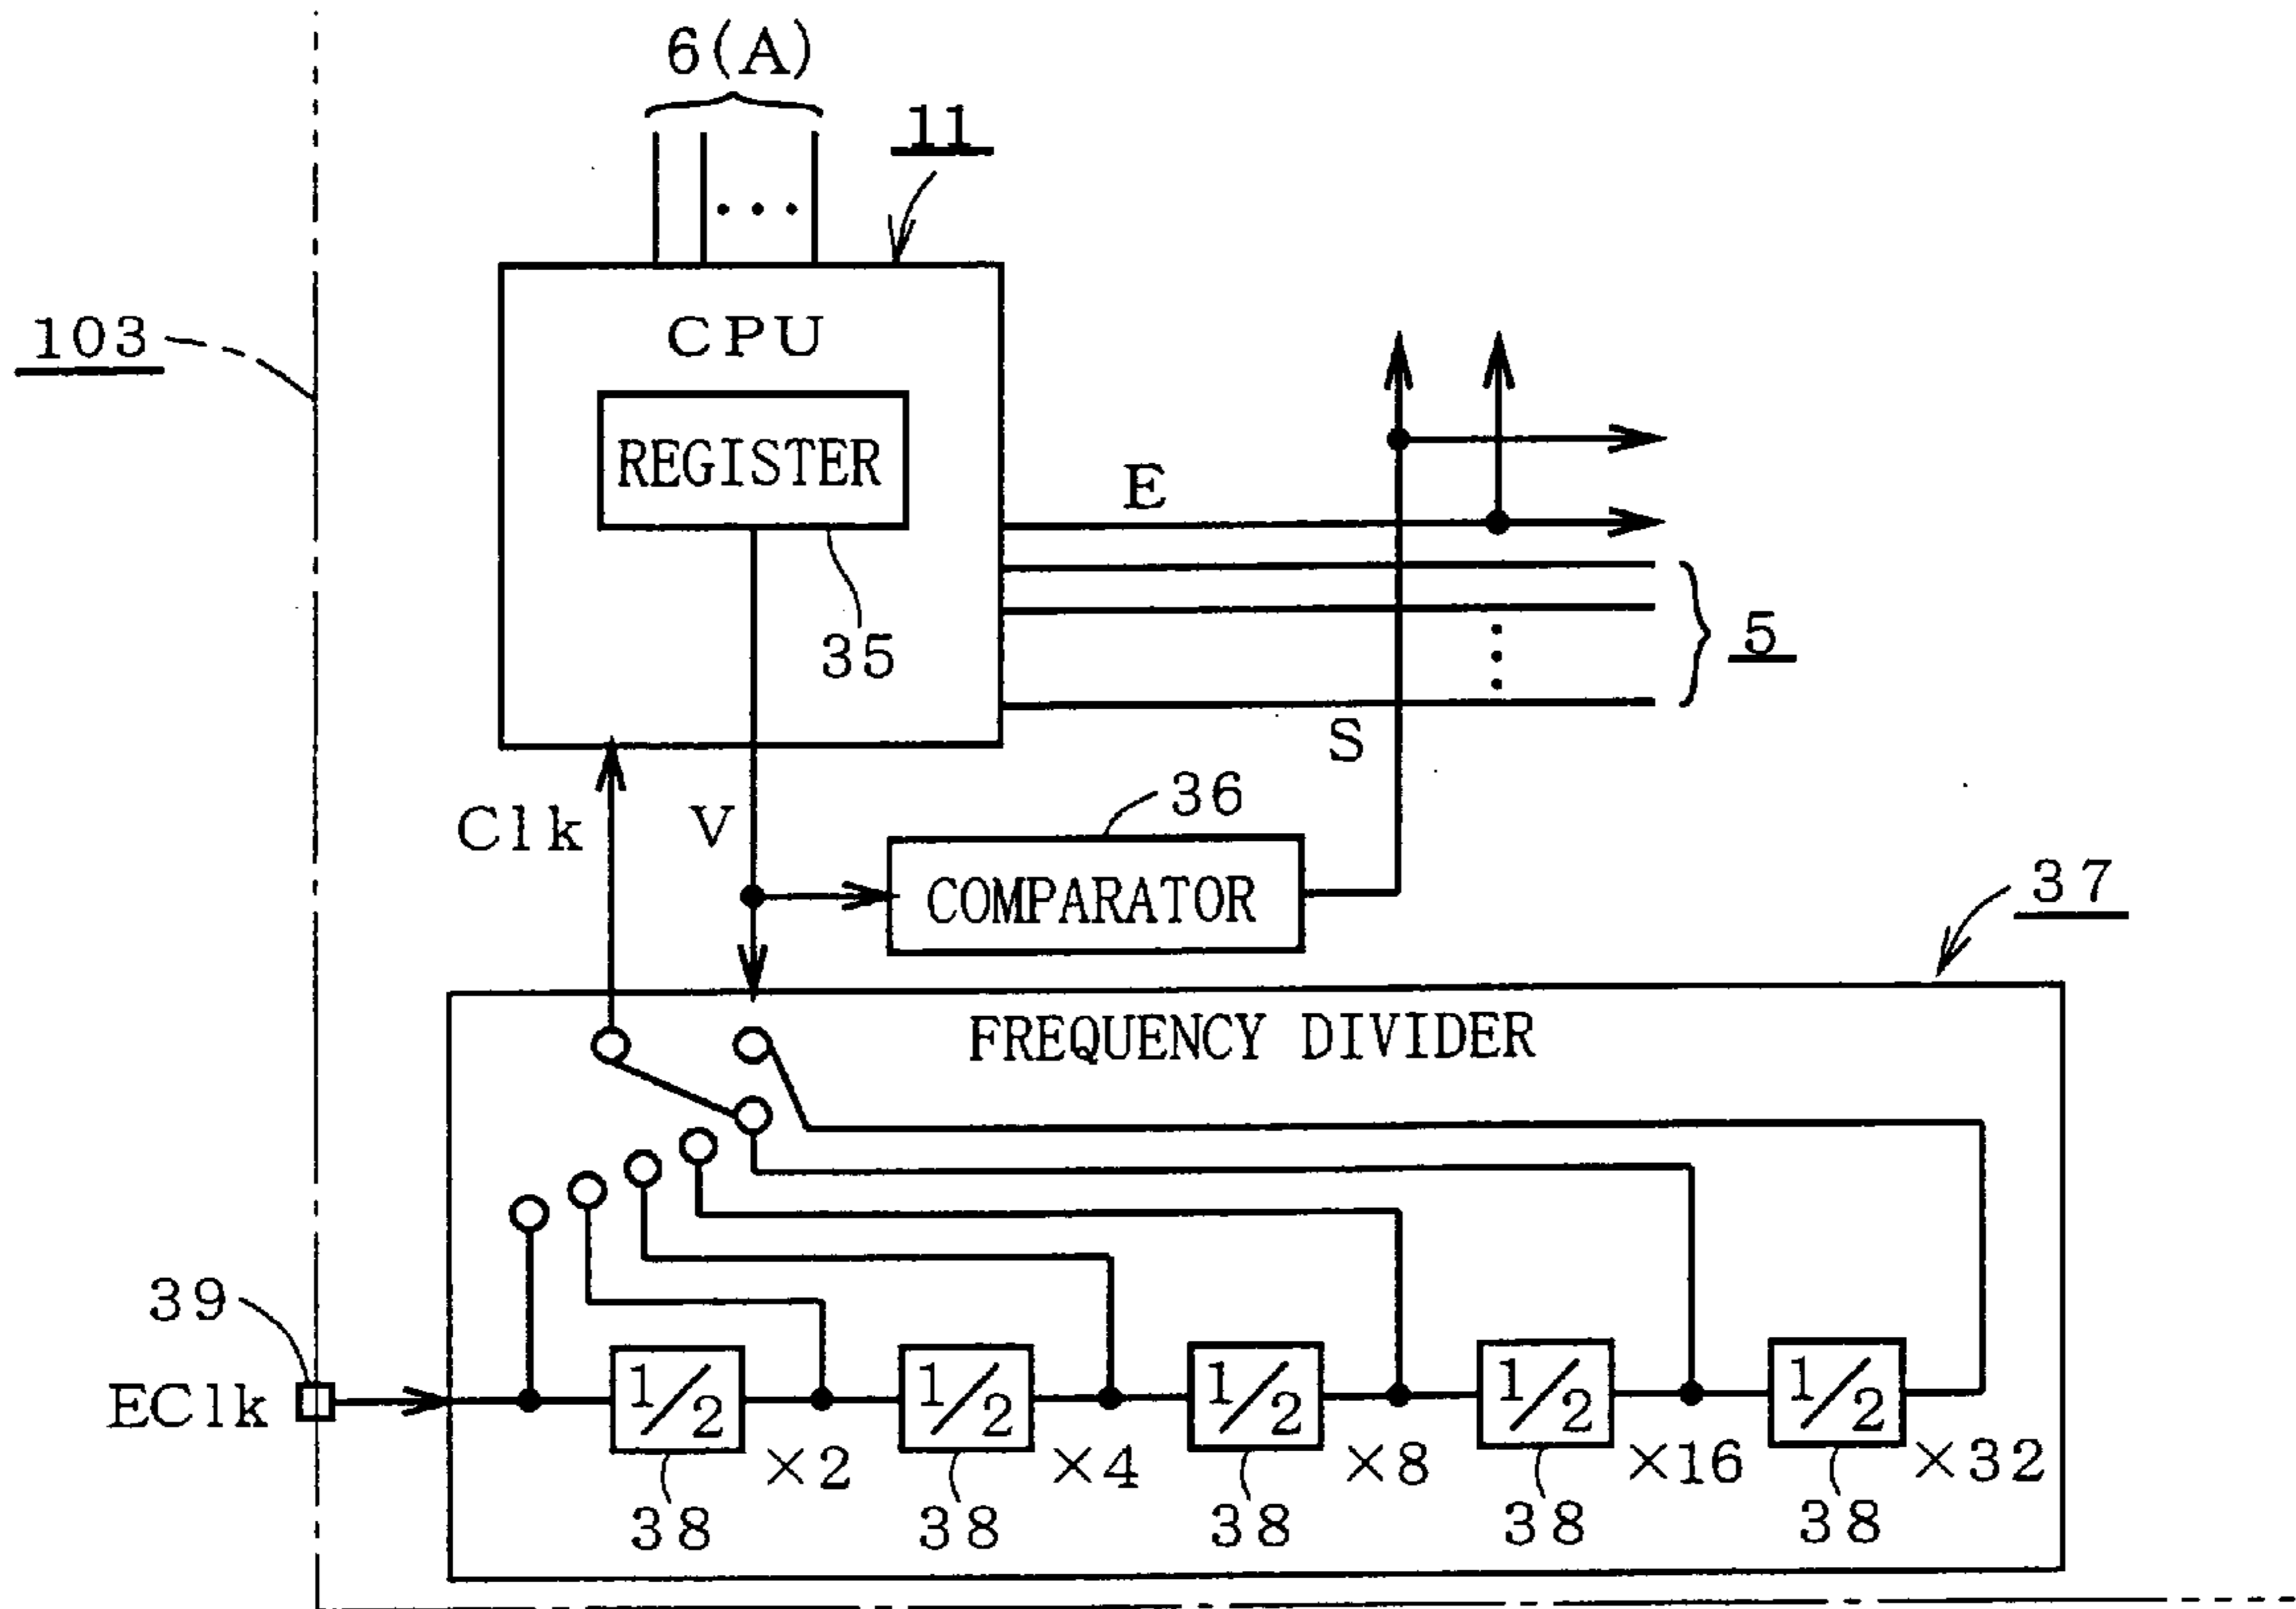 6(A)
11
CPU
103
REGISTER
E
35
5
S
Clk
V
36
COMPARATOR
37
FREQUENCY DIVIDER
39
EClk
1/2
1/2
1/2
1/2
1/2
×2
×4
×8
×16
×32
38
38
38
38
38